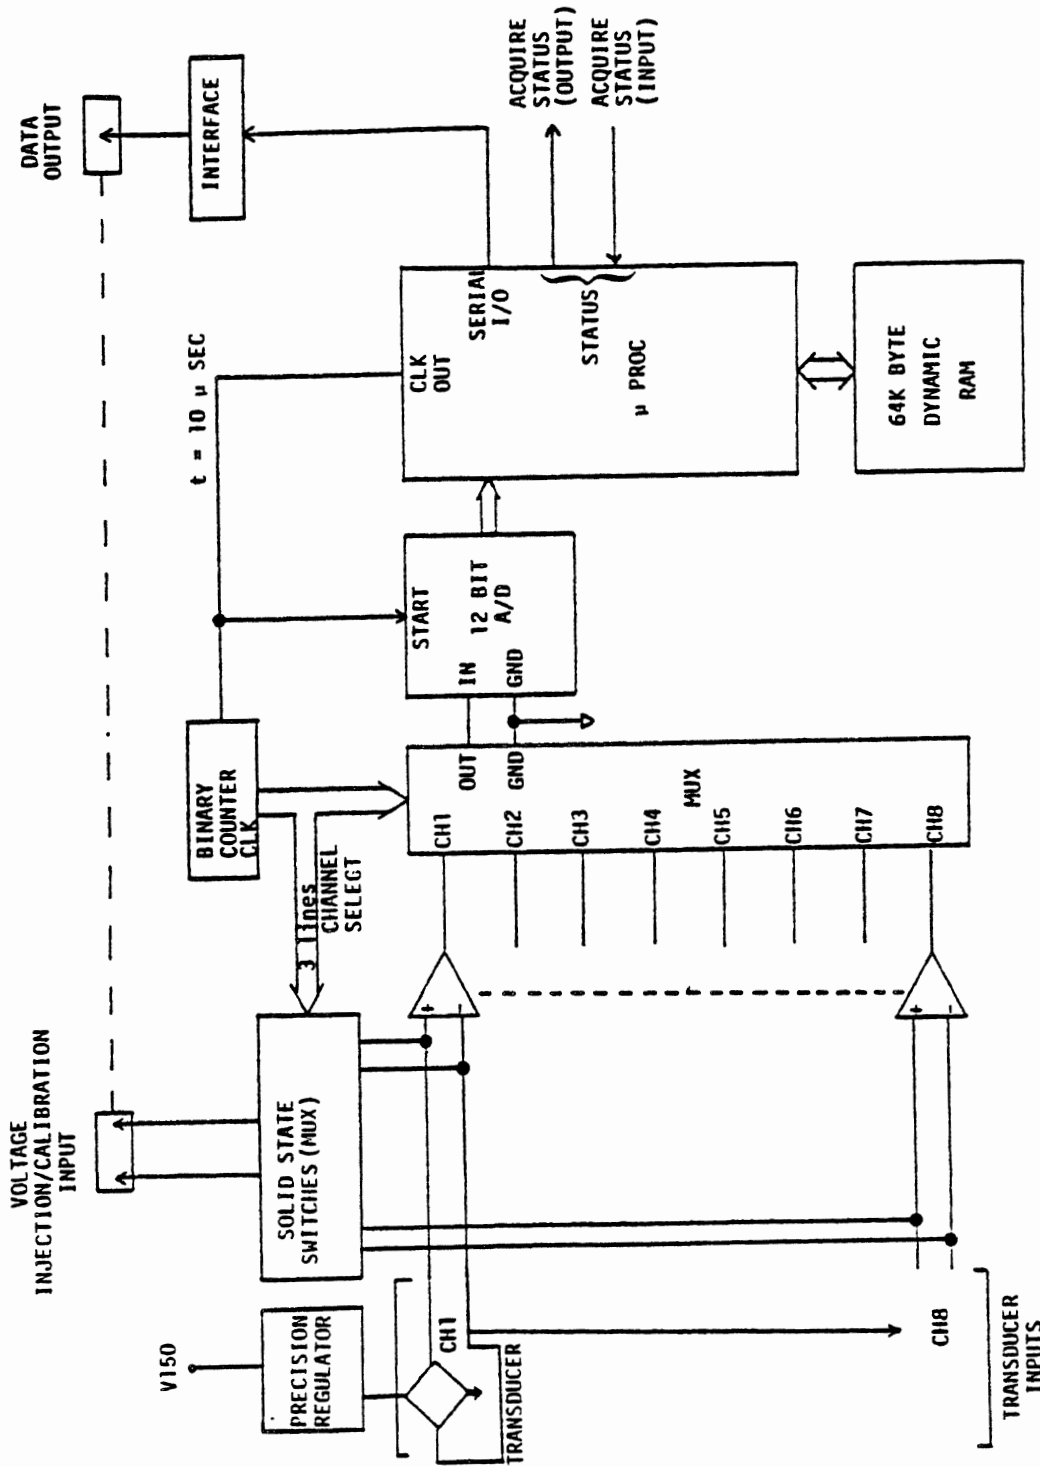 VOLTAGE
INJECTION/CALIBRATION
INPUT
DATA
OUTPUT
INTERFACE
t = 10 µ SEC
BINARY
COUNTER
CLK
3 lines
CHANNEL
SELECT
SOLID STATE
SWITCHES (MUX)
V150
PRECISION
REGULATOR
CH1
TRANSDUCER
CH8
TRANSDUCER
INPUTS
+
-
+
-
CH1
CH2
CH3
CH4
CH5
CH6
CH7
CH8
MUX
OUT
GND
START
IN
GND
12 BIT
A/D
CLK
OUT
SERIAL
I/O
STATUS
µ PROC
ACQUIRE
STATUS
(OUTPUT)
ACQUIRE
STATUS
(INPUT)
64K BYTE
DYNAMIC
RAM